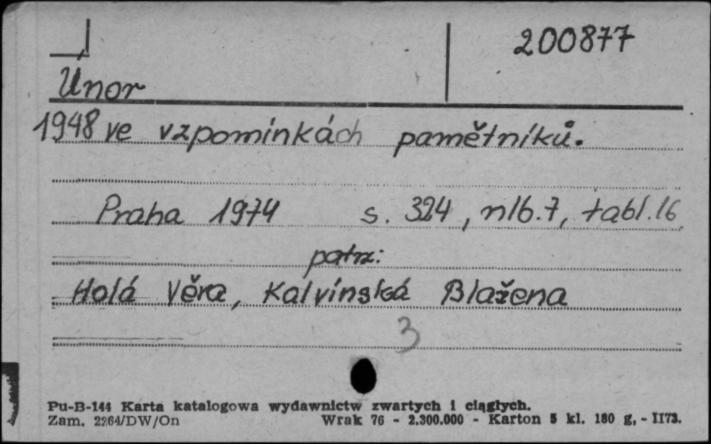 200877
Únor
1948 ve vzpomínkách pamětníků.
Praha 1974 s. 324, nlb. 7, tabl. 16
patrz:
Holá Věra, Kalvínská Blažena
3
Pu-B-144 Karta katalogowa wydawnictw zwartych i ciągłych.
Zam. 2264/DW/On Wrak 76 - 2.300.000 - Karton 5 kl. 180 g. - II73.